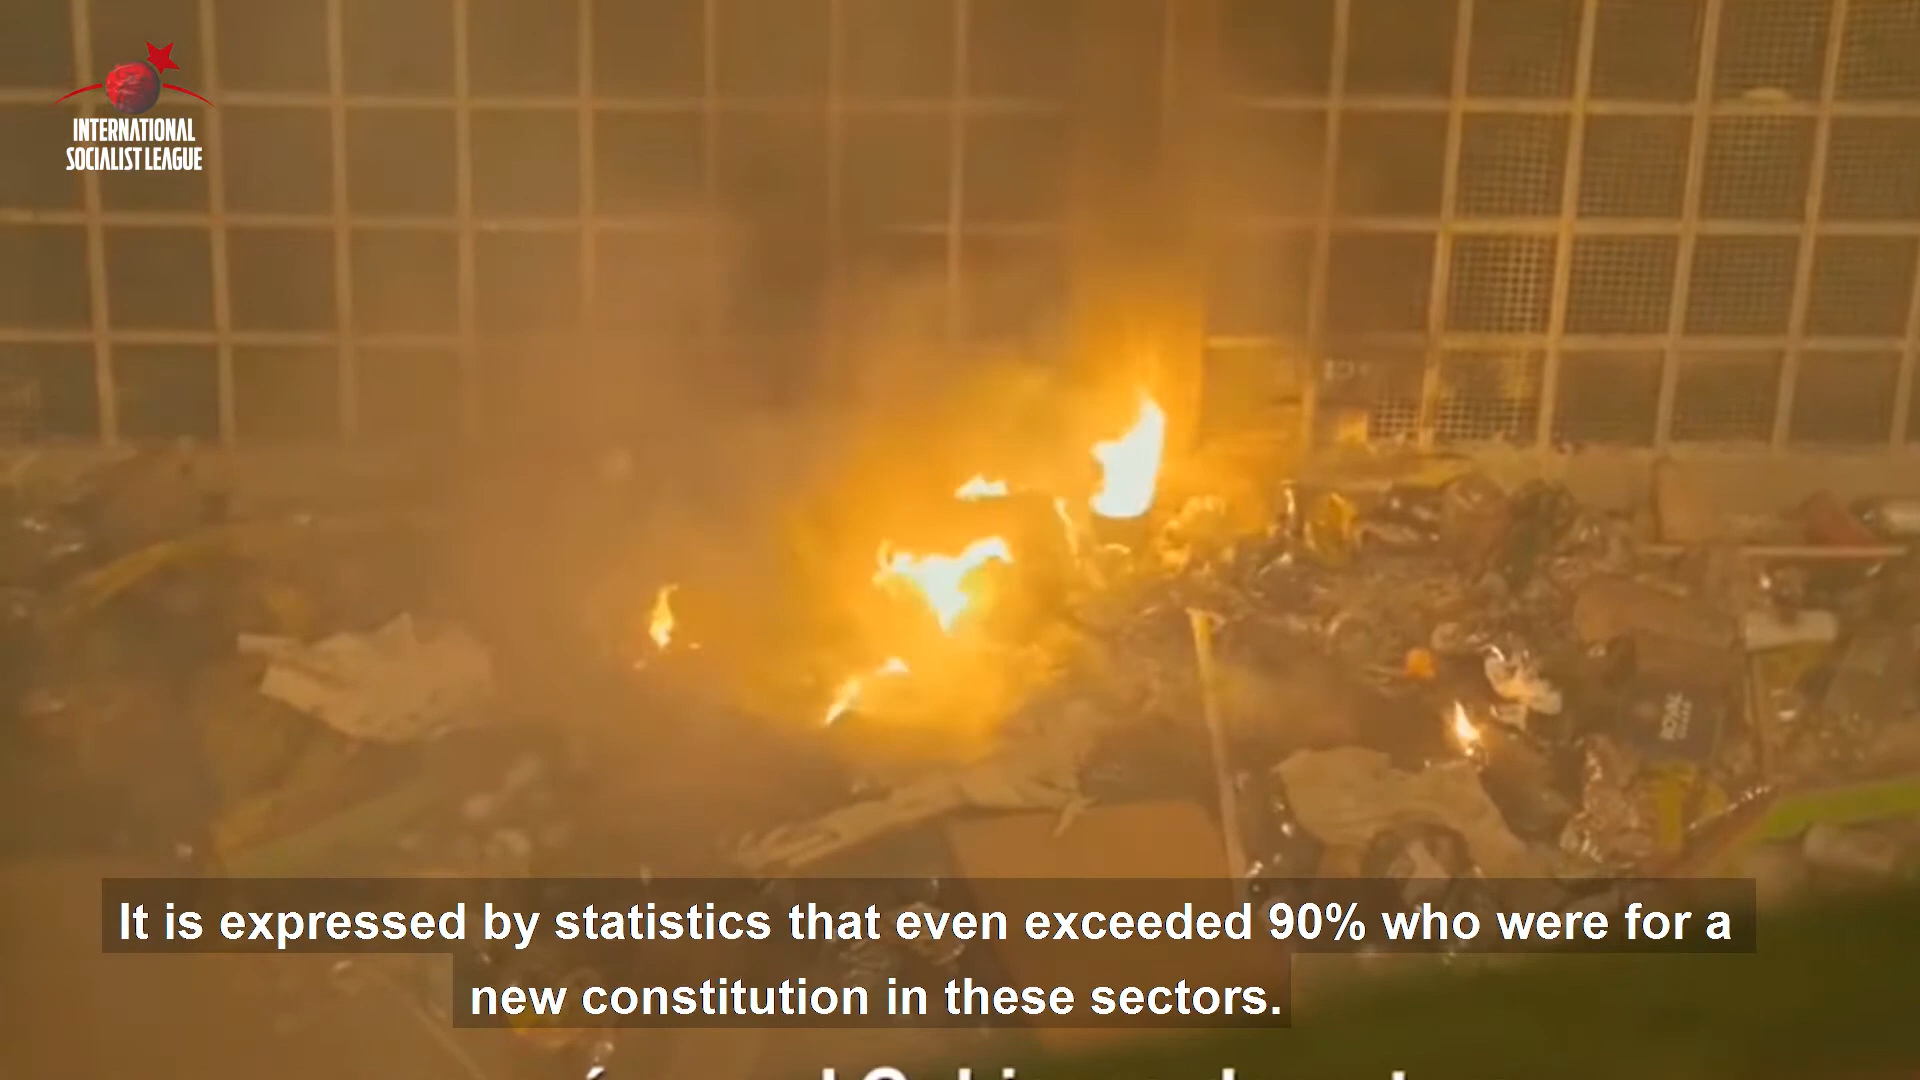 INTERNATIONAL
SOCIALIST LEAGUE
ROYAL
It is expressed by statistics that even exceeded 90% who were for a
new constitution in these sectors.